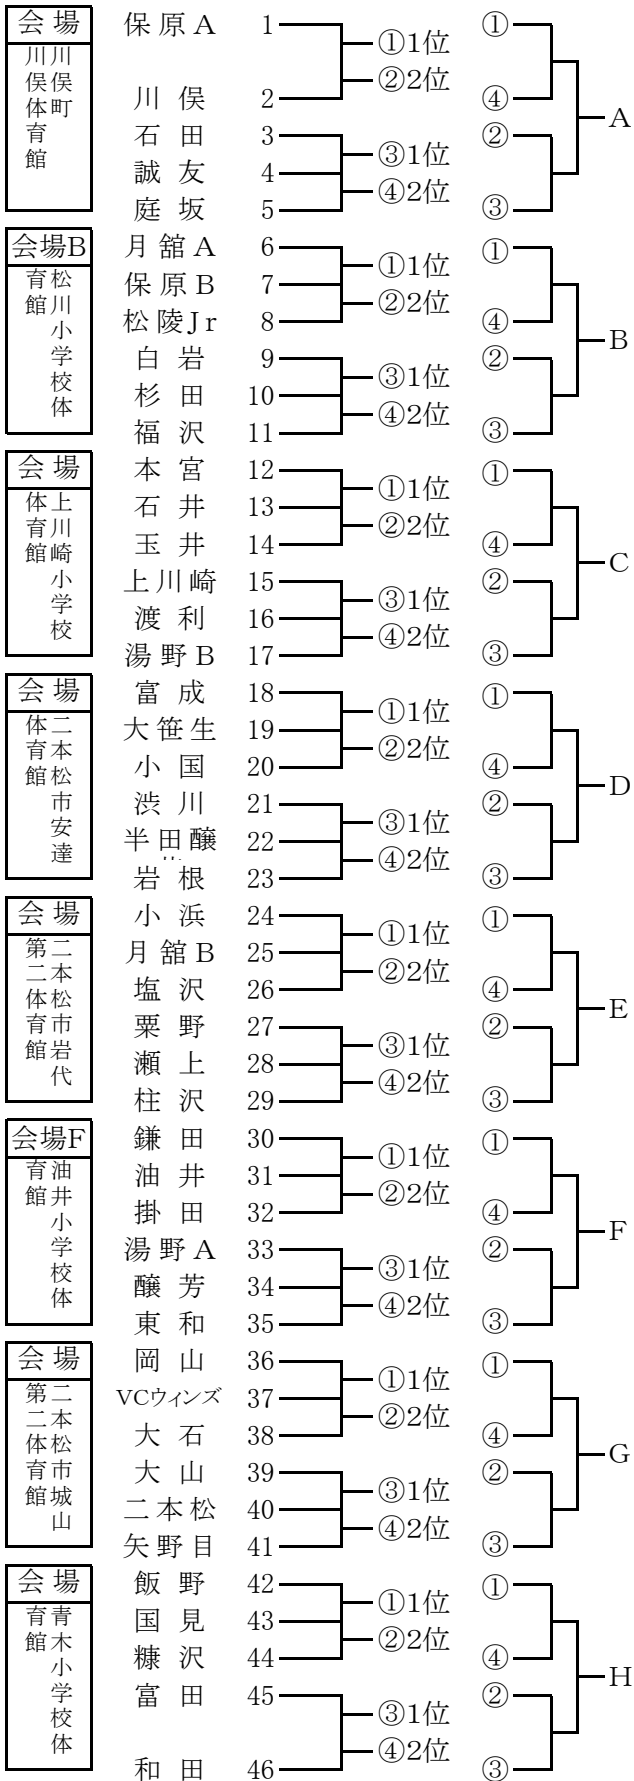 会場
川俣町
川俣体育館
保原A 1
川俣 2
石田 3
誠友 4
庭坂 5
①1位
②2位
③1位
④2位
①
④
②
③
A
会場B
松川小学校体
育館
月舘A 6
保原B 7
松陵Jr 8
白岩 9
杉田 10
福沢 11
①1位
②2位
③1位
④2位
①
④
②
③
B
会場
上川崎小学校
体育館
本宮 12
石井 13
玉井 14
上川崎 15
渡利 16
湯野B 17
①1位
②2位
③1位
④2位
①
④
②
③
C
会場
二本松市安達
体育館
富成 18
大笹生 19
小国 20
渋川 21
半田醸 22
岩根 23
①1位
②2位
③1位
④2位
①
④
②
③
D
会場
二本松市岩代
第二体育館
小浜 24
月舘B 25
塩沢 26
粟野 27
瀬上 28
柱沢 29
①1位
②2位
③1位
④2位
①
④
②
③
E
会場F
油井小学校体
育館
鎌田 30
油井 31
掛田 32
湯野A 33
醸芳 34
東和 35
①1位
②2位
③1位
④2位
①
④
②
③
F
会場
二本松市城山
第二体育館
岡山 36
VCウィンズ 37
大石 38
大山 39
二本松 40
矢野目 41
①1位
②2位
③1位
④2位
①
④
②
③
G
会場
青木小学校体
育館
飯野 42
国見 43
糠沢 44
富田 45
和田 46
①1位
②2位
③1位
④2位
①
④
②
③
H